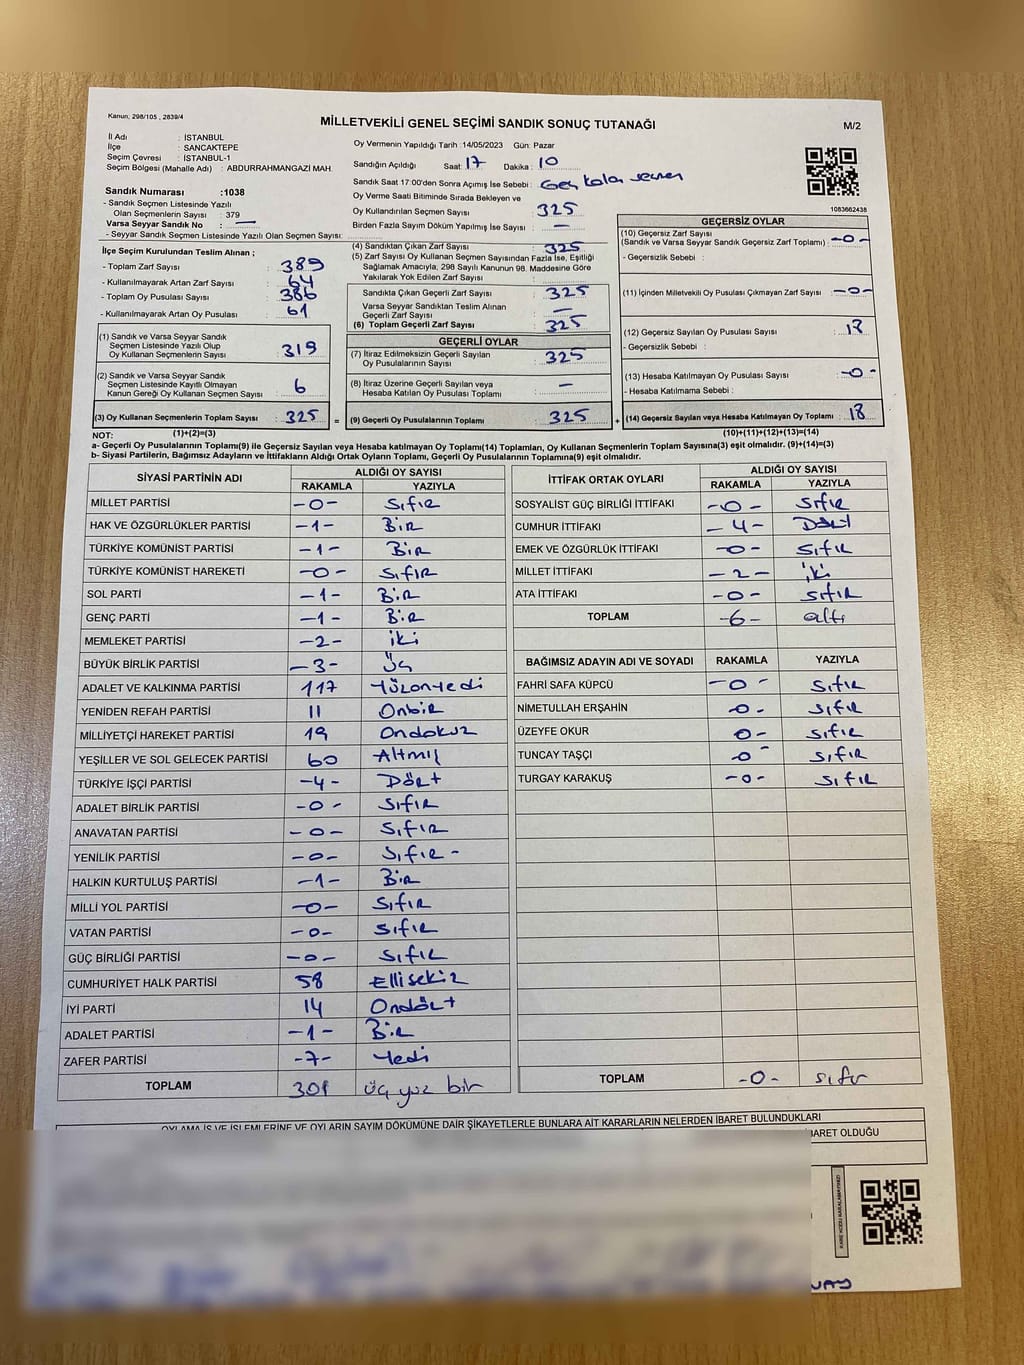 Kanun; 298/105 , 2839/4
MİLLETVEKİLİ GENEL SEÇİMİ SANDIK SONUÇ TUTANAĞI
M/2
İl Adı : İSTANBUL
İlçe : SANCAKTEPE
Seçim Çevresi : İSTANBUL-1
Seçim Bölgesi (Mahalle Adı) : ABDURRAHMANGAZİ MAH.
Sandık Numarası :1038
- Sandık Seçmen Listesinde Yazılı
Olan Seçmenlerin Sayısı : 379
Varsa Seyyar Sandık No : —
- Seyyar Sandık Seçmen Listesinde Yazılı Olan Seçmen Sayısı:
Oy Vermenin Yapıldığı Tarih :14/05/2023 Gün: Pazar
Sandığın Açıldığı Saat: 17 Dakika : 10
Sandık Saat 17:00'den Sonra Açımış İse Sebebi : Geç kalan seçmen
Oy Verme Saati Bitiminde Sırada Bekleyen ve
Oy Kullandırılan Seçmen Sayısı : 325
Birden Fazla Sayım Döküm Yapılmış İse Sayısı : —
1083662438
İlçe Seçim Kurulundan Teslim Alınan ;
- Toplam Zarf Sayısı : 389
- Kullanılmayarak Artan Zarf Sayısı : 64
- Toplam Oy Pusulası Sayısı : 386
- Kullanılmayarak Artan Oy Pusulası : 61
(1) Sandık ve Varsa Seyyar Sandık
Seçmen Listesinde Yazılı Olup
Oy Kullanan Seçmenlerin Sayısı : 319
(2) Sandık ve Varsa Seyyar Sandık
Seçmen Listesinde Kayıtlı Olmayan
Kanun Gereği Oy Kullanan Seçmen Sayısı : 6
(3) Oy Kullanan Seçmenlerin Toplam Sayısı : 325 =
(4) Sandıktan Çıkan Zarf Sayısı : 325
(5) Zarf Sayısı Oy Kullanan Seçmen Sayısından Fazla İse, Eşitliği
Sağlamak Amacıyla, 298 Sayılı Kanunun 98. Maddesine Göre
Yakılarak Yok Edilen Zarf Sayısı :
Sandıkta Çıkan Geçerli Zarf Sayısı : 325
Varsa Seyyar Sandıktan Teslim Alınan
Geçerli Zarf Sayısı : —
(6) Toplam Geçerli Zarf Sayısı : 325
GEÇERLİ OYLAR
(7) İtiraz Edilmeksizin Geçerli Sayılan
Oy Pusulalarının Sayısı : 325
(8) İtiraz Üzerine Geçerli Sayılan veya
Hesaba Katılan Oy Pusulaları Toplamı : —
(9) Geçerli Oy Pusulalarının Toplamı : 325 +
GEÇERSİZ OYLAR
(10) Geçersiz Zarf Sayısı
(Sandık ve Varsa Seyyar Sandık Geçersiz Zarf Toplamı) : -0-
- Geçersizlik Sebebi :
(11) İçinden Milletvekili Oy Pusulası Çıkmayan Zarf Sayısı : -0-
(12) Geçersiz Sayılan Oy Pusulası Sayısı : 18
- Geçersizlik Sebebi :
(13) Hesaba Katılmayan Oy Pusulası Sayısı : -0-
- Hesaba Katılmama Sebebi :
(14) Geçersiz Sayılan veya Hesaba Katılmayan Oy Toplamı : 18
NOT: (1)+(2)=(3) (10)+(11)+(12)+(13)=(14)
a- Geçerli Oy Pusulalarının Toplamı(9) ile Geçersiz Sayılan veya Hesaba katılmayan Oy Toplamı(14) Toplamları, Oy Kullanan Seçmenlerin Toplam Sayısına(3) eşit olmalıdır. (9)+(14)=(3)
b- Siyasi Partilerin, Bağımsız Adayların ve İttifakların Aldığı Ortak Oyların Toplamı, Geçerli Oy Pusulalarının Toplamına(9) eşit olmalıdır.
SİYASİ PARTİNİN ADI ALDIĞI OY SAYISI
RAKAMLA YAZIYLA
MİLLET PARTİSİ -0- Sıfır
HAK VE ÖZGÜRLÜKLER PARTİSİ -1- Bir
TÜRKİYE KOMÜNİST PARTİSİ -1- Bir
TÜRKİYE KOMÜNİST HAREKETİ -0- Sıfır
SOL PARTİ -1- Bir
GENÇ PARTİ -1- Bir
MEMLEKET PARTİSİ -2- iki
BÜYÜK BİRLİK PARTİSİ -3- Üç
ADALET VE KALKINMA PARTİSİ 117 Yüzonyedi
YENİDEN REFAH PARTİSİ 11 Onbir
MİLLİYETÇİ HAREKET PARTİSİ 19 Ondokuz
YEŞİLLER VE SOL GELECEK PARTİSİ 60 Altmış
TÜRKİYE İŞÇİ PARTİSİ -4- Dört
ADALET BİRLİK PARTİSİ -0- Sıfır
ANAVATAN PARTİSİ -0- Sıfır
YENİLİK PARTİSİ -0- Sıfır -
HALKIN KURTULUŞ PARTİSİ -1- Bir
MİLLİ YOL PARTİSİ -0- Sıfır
VATAN PARTİSİ -0- Sıfır
GÜÇ BİRLİĞİ PARTİSİ -0- Sıfır
CUMHURİYET HALK PARTİSİ 58 Ellisekiz
İYİ PARTİ 14 Ondört
ADALET PARTİSİ -1- Bir
ZAFER PARTİSİ -7- Yedi
TOPLAM 301 üç yüz bir
İTTİFAK ORTAK OYLARI ALDIĞI OY SAYISI
RAKAMLA YAZIYLA
SOSYALİST GÜÇ BİRLİĞİ İTTİFAKI -0- Sıfır
CUMHUR İTTİFAKI -4- Dört
EMEK VE ÖZGÜRLÜK İTTİFAKI -0- Sıfır
MİLLET İTTİFAKI -2- iki
ATA İTTİFAKI -0- Sıfır
TOPLAM -6- altı
BAĞIMSIZ ADAYIN ADI VE SOYADI RAKAMLA YAZIYLA
FAHRİ SAFA KÜPCÜ -0- Sıfır
NİMETULLAH ERŞAHİN -0- Sıfır
ÜZEYFE OKUR 0- Sıfır
TUNCAY TAŞÇI -0- Sıfır
TURGAY KARAKUŞ -0- Sıfır
TOPLAM -0- sıfır
OYLAMA İŞ VE İŞLEMLERİNE VE OYLARIN SAYIM DÖKÜMÜNE DAİR ŞİKAYETLERLE BUNLARA AİT KARARLARIN NELERDEN İBARET BULUNDUKLARI
İBARET OLDUĞU